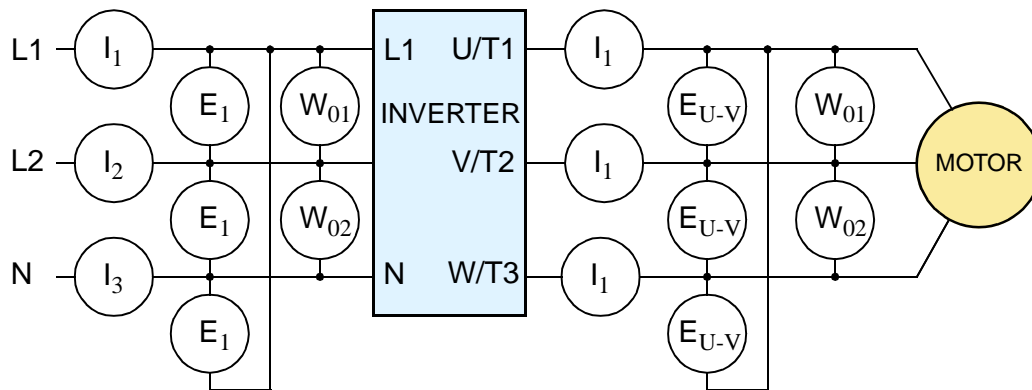 L1 I1 L1 U/T1 I1
E1 W01 INVERTER EU-V W01
L2 I2 V/T2 I1 MOTOR
E1 W02 EU-V W02
N I3 N W/T3 I1
E1 EU-V